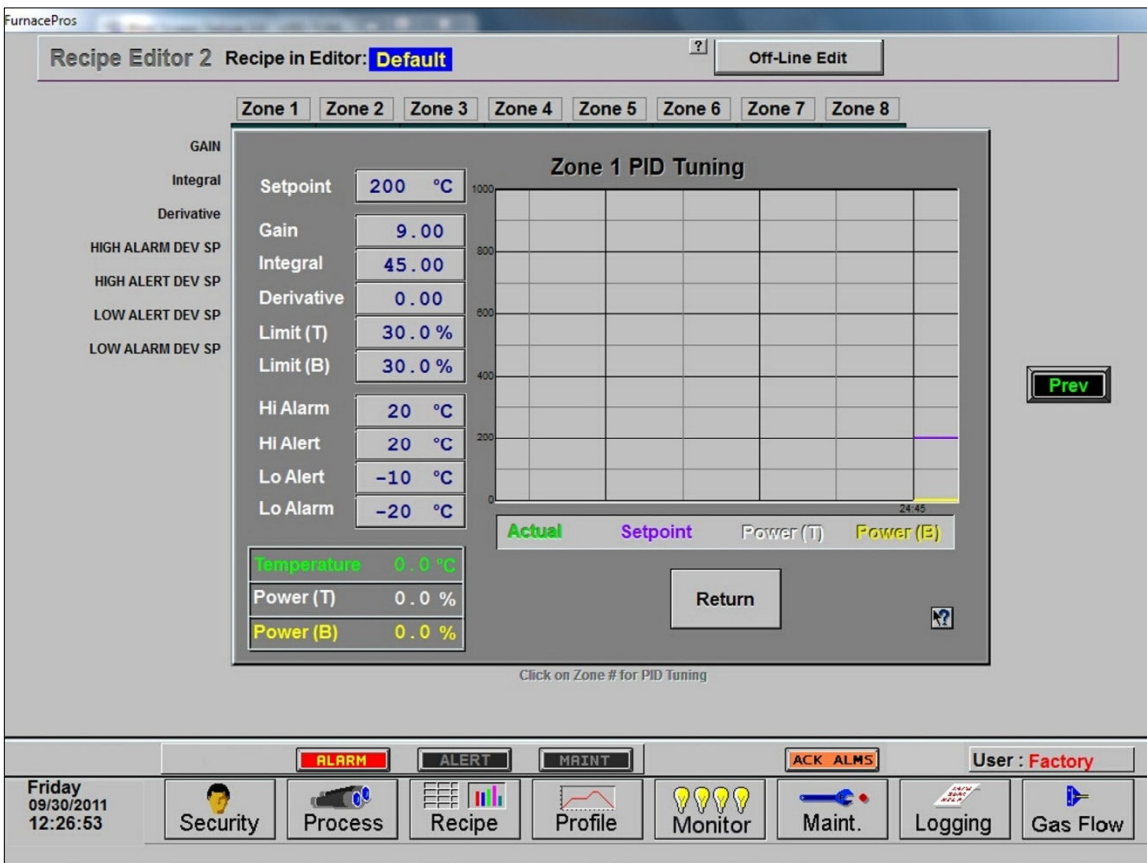 FurnacePros
Recipe Editor 2 Recipe in Editor: Default ? Off-Line Edit
Zone 1 Zone 2 Zone 3 Zone 4 Zone 5 Zone 6 Zone 7 Zone 8
GAIN
Integral
Derivative
HIGH ALARM DEV SP
HIGH ALERT DEV SP
LOW ALERT DEV SP
LOW ALARM DEV SP
Setpoint 200 °C
Gain 9.00
Integral 45.00
Derivative 0.00
Limit (T) 30.0 %
Limit (B) 30.0 %
Hi Alarm 20 °C
Hi Alert 20 °C
Lo Alert -10 °C
Lo Alarm -20 °C
Temperature 0.0 °C
Power (T) 0.0 %
Power (B) 0.0 %
Zone 1 PID Tuning
1000
800
600
400
200
0
24:45
Actual Setpoint Power (T) Power (B)
Return
?
Prev
Click on Zone # for PID Tuning
ALARM ALERT MAINT ACK ALMS User : Factory
Friday
09/30/2011
12:26:53
Security Process Recipe Profile Monitor Maint. Logging Gas Flow